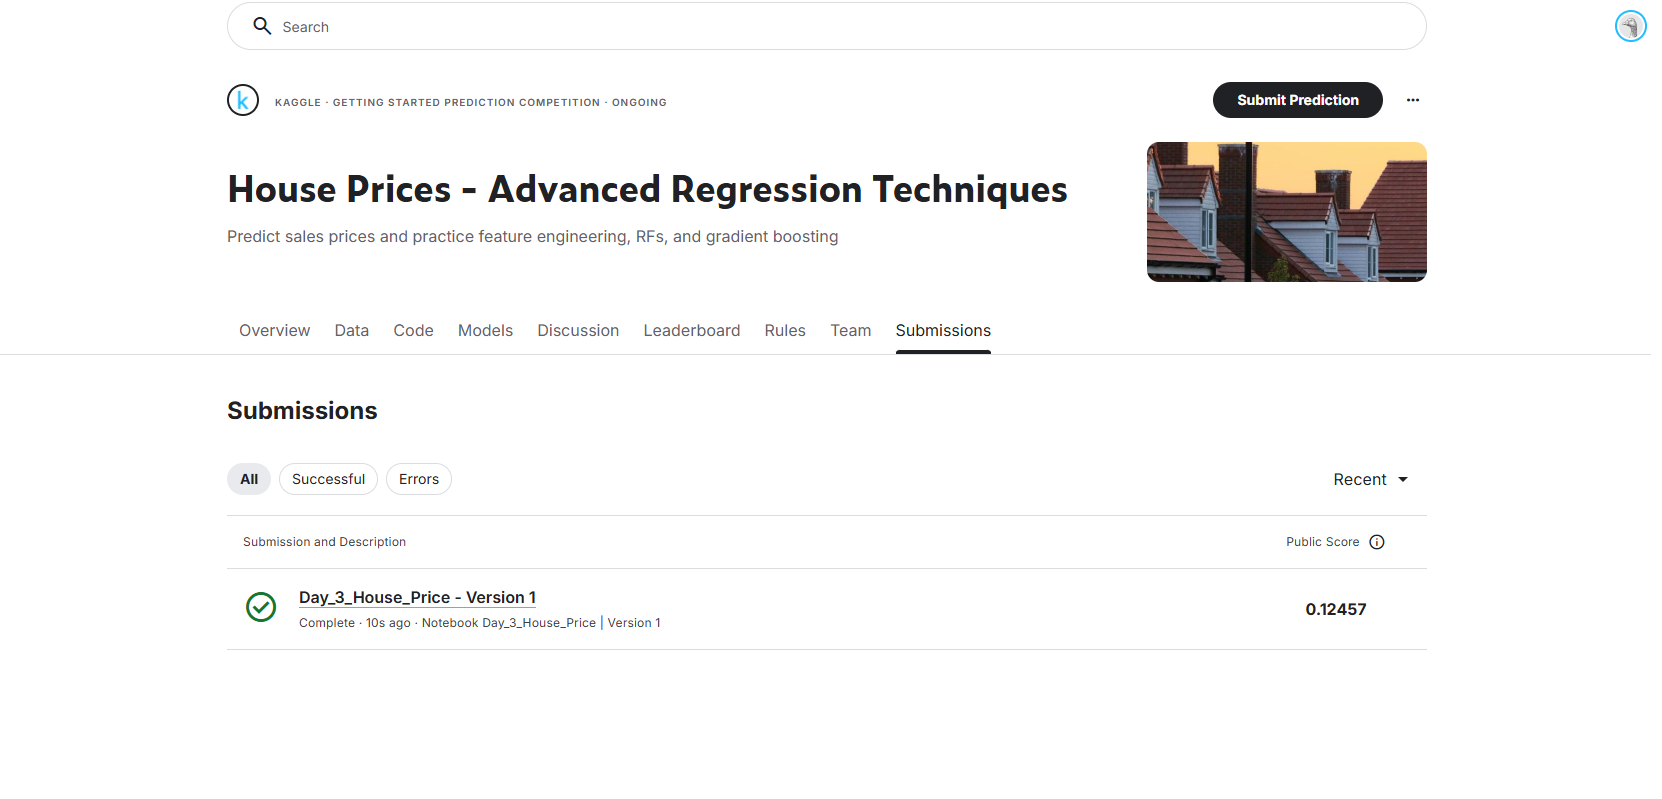 Search
k
KAGGLE · GETTING STARTED PREDICTION COMPETITION · ONGOING
Submit Prediction
House Prices - Advanced Regression Techniques
Predict sales prices and practice feature engineering, RFs, and gradient boosting
Overview Data Code Models Discussion Leaderboard Rules Team Submissions
Submissions
All Successful Errors Recent
Submission and Description Public Score
Day_3_House_Price - Version 1
Complete · 10s ago · Notebook Day_3_House_Price | Version 1
0.12457